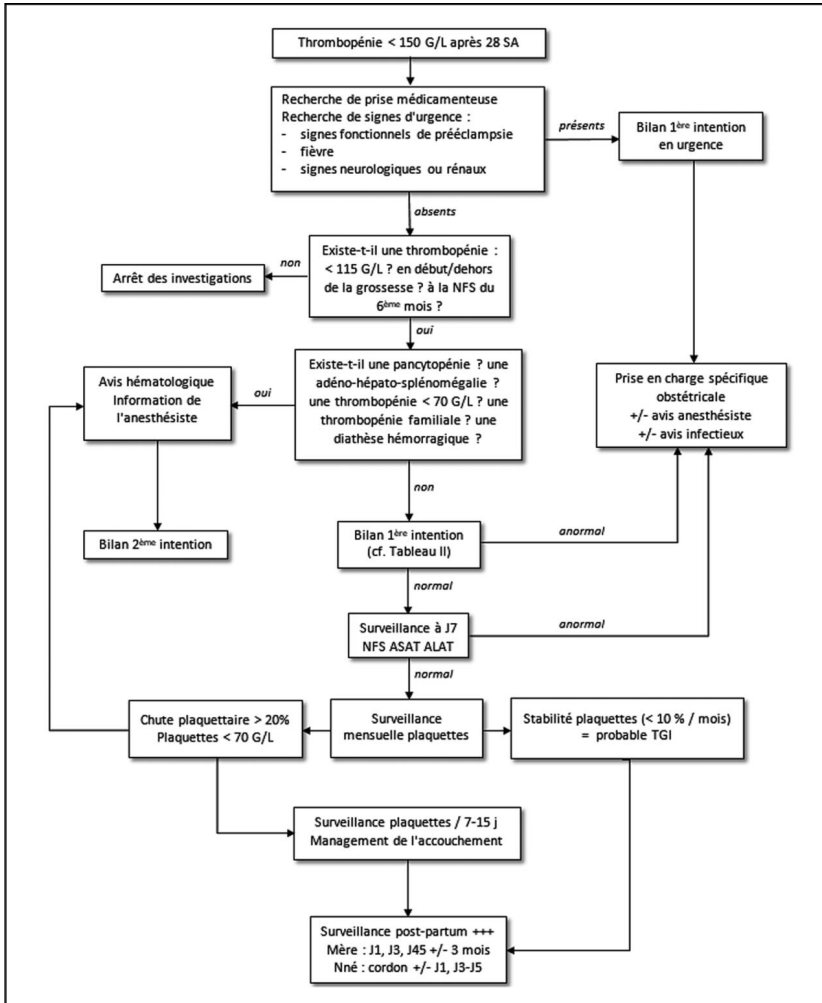 Thrombopénie < 150 G/L après 28 SA
Recherche de prise médicamenteuse
Recherche de signes d'urgence :
- signes fonctionnels de prééclampsie
- fièvre
- signes neurologiques ou rénaux
présents
Bilan 1ère intention
en urgence
absents
Existe-t-il une thrombopénie :
< 115 G/L ? en début/dehors
de la grossesse ? à la NFS du
6ème mois ?
non
Arrêt des investigations
oui
Existe-t-il une pancytopénie ? une
adéno-hépato-splénomégalie ?
une thrombopénie < 70 G/L ? une
thrombopénie familiale ? une
diathèse hémorragique ?
oui
Avis hématologique
Information de
l'anesthésiste
Prise en charge spécifique
obstétricale
+/- avis anesthésiste
+/- avis infectieux
non
Bilan 2ème intention
Bilan 1ère intention
(cf. Tableau II)
anormal
normal
Surveillance à J7
NFS ASAT ALAT
anormal
normal
Chute plaquettaire > 20%
Plaquettes < 70 G/L
Surveillance
mensuelle plaquettes
Stabilité plaquettes (< 10 % / mois)
= probable TGI
Surveillance plaquettes / 7-15 j
Management de l'accouchement
Surveillance post-partum +++
Mère : J1, J3, J45 +/- 3 mois
Nné : cordon +/- J1, J3-J5